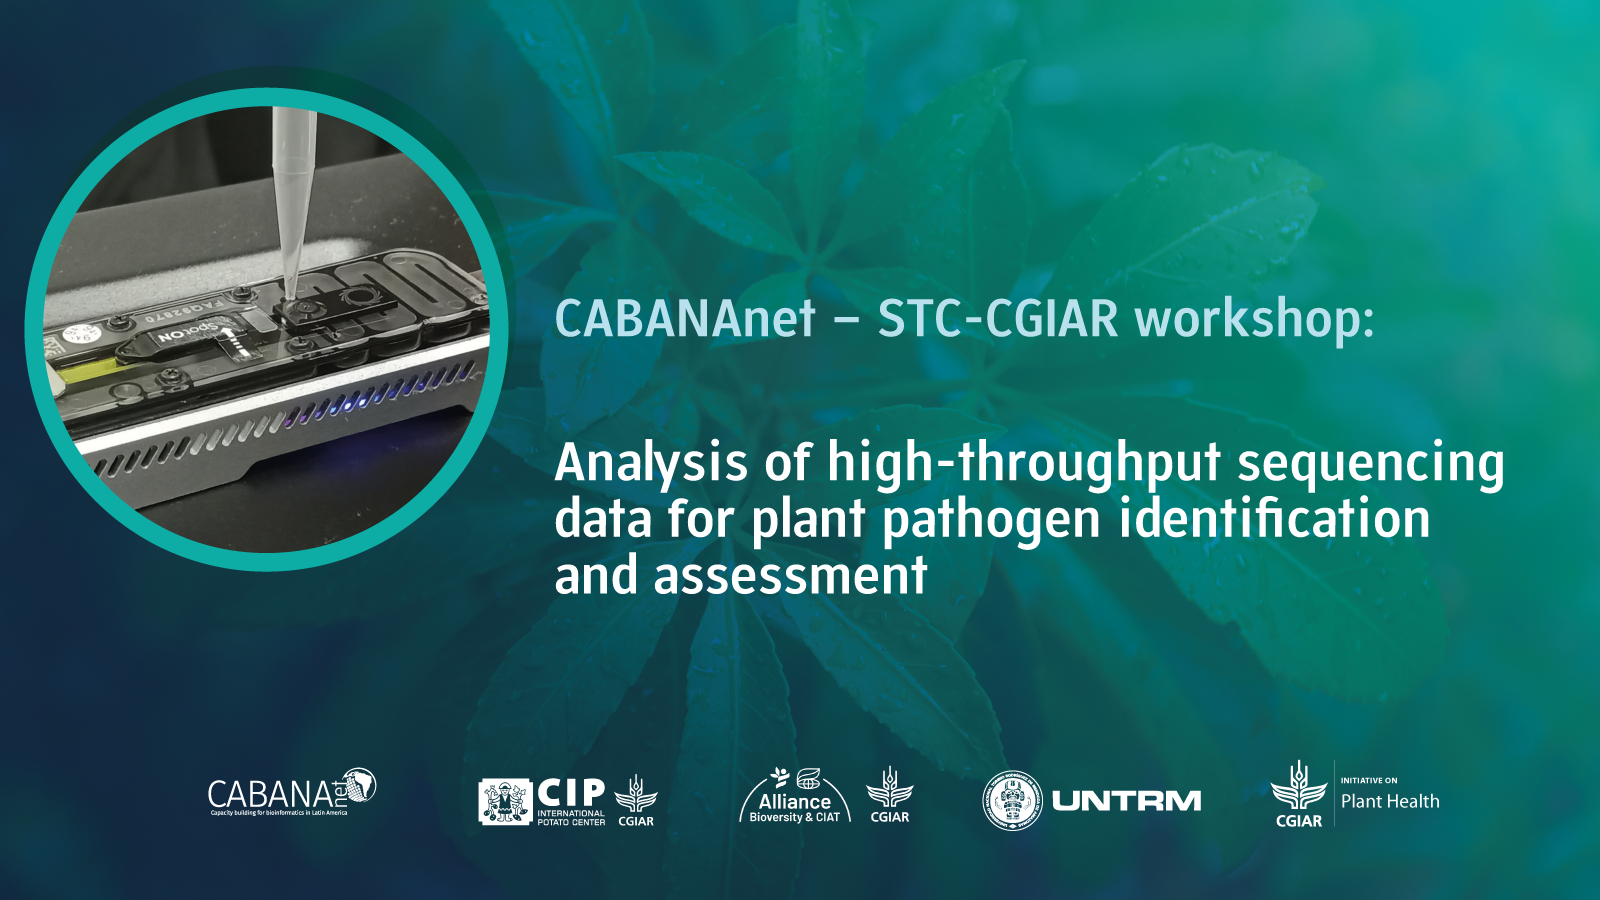 FAQ82870
SpotON
CABANAnet – STC-CGIAR workshop:
Analysis of high-throughput sequencing
data for plant pathogen identification
and assessment
CABANAnet
Capacity building for bioinformatics in Latin America
CIP
INTERNATIONAL
POTATO CENTER
CGIAR
Alliance
Bioversity & CIAT
CGIAR
UNTRM
CGIAR
INITIATIVE ON
Plant Health